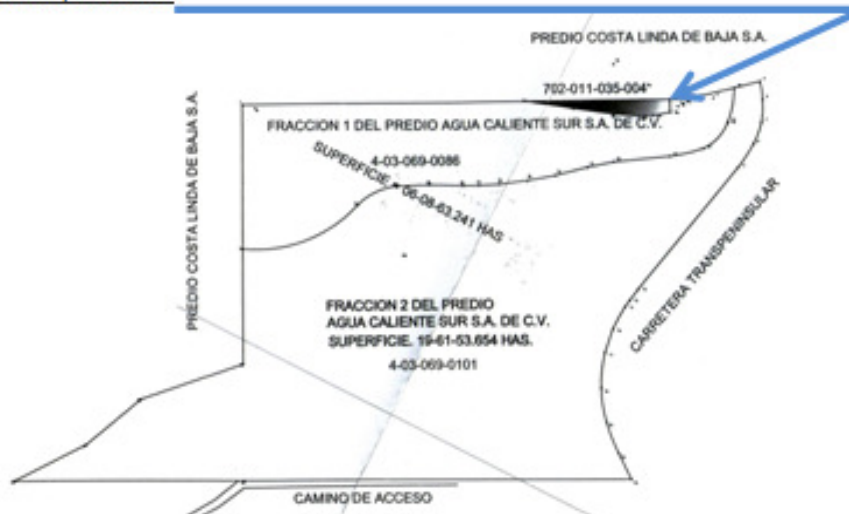 PREDIO COSTA LINDA DE BAJA S.A.
702-011-035-004"
FRACCION 1 DEL PREDIO AGUA CALIENTE SUR S.A. DE C.V.
4-03-069-0086
SUPERFICIE. 06-08-63.241 HAS
PREDIO COSTA LINDA DE BAJA S.A.
CARRETERA TRANSPENINSULAR
FRACCION 2 DEL PREDIO
AGUA CALIENTE SUR S.A. DE C.V.
SUPERFICIE. 19-61-53.654 HAS.
4-03-069-0101
CAMINO DE ACCESO